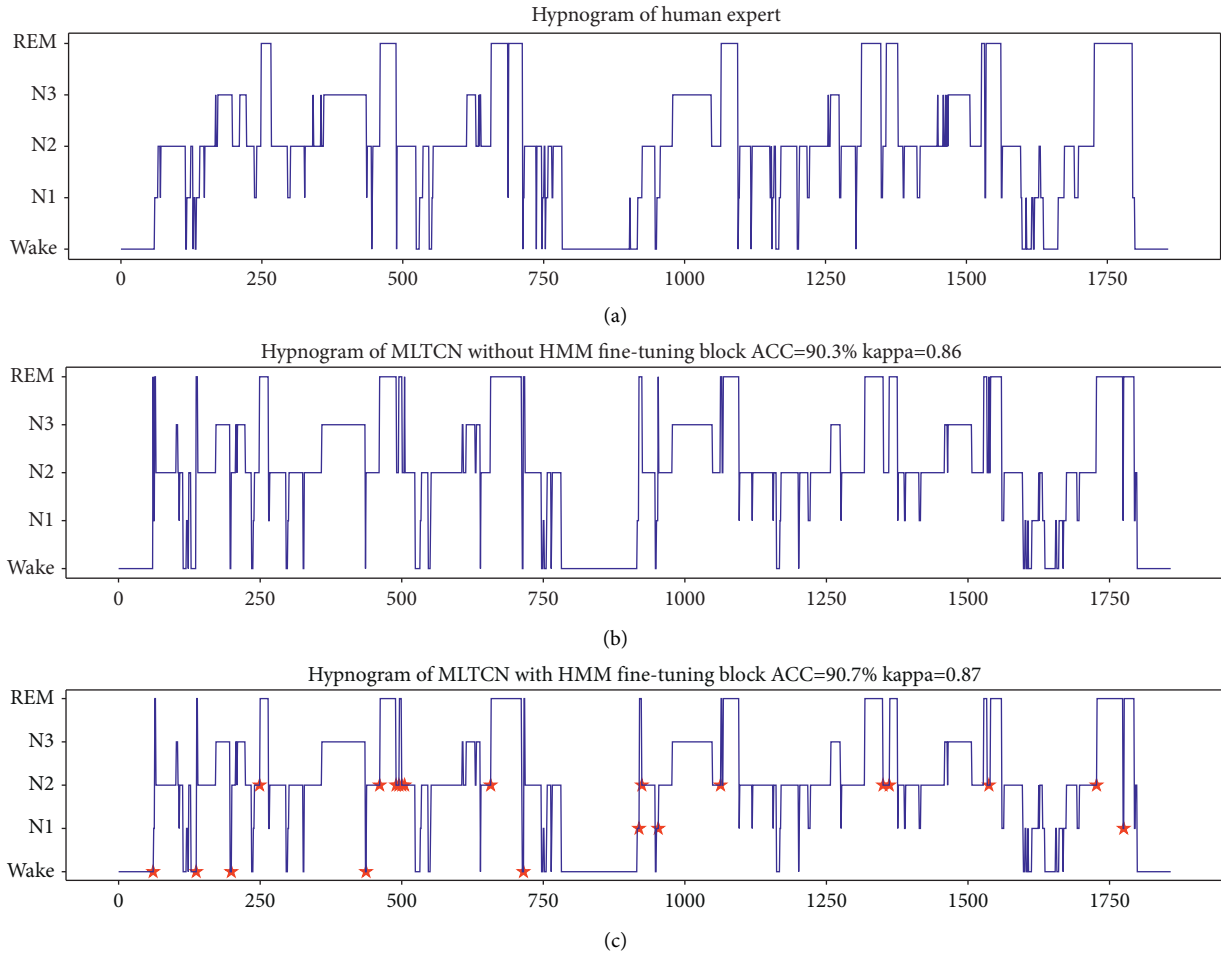 Hypnogram of human expert
REM
N3
N2
N1
Wake
0 250 500 750 1000 1250 1500 1750
(a)
Hypnogram of MLTCN without HMM fine-tuning block ACC=90.3% kappa=0.86
REM
N3
N2
N1
Wake
0 250 500 750 1000 1250 1500 1750
(b)
Hypnogram of MLTCN with HMM fine-tuning block ACC=90.7% kappa=0.87
REM
N3
N2
N1
Wake
0 250 500 750 1000 1250 1500 1750
(c)